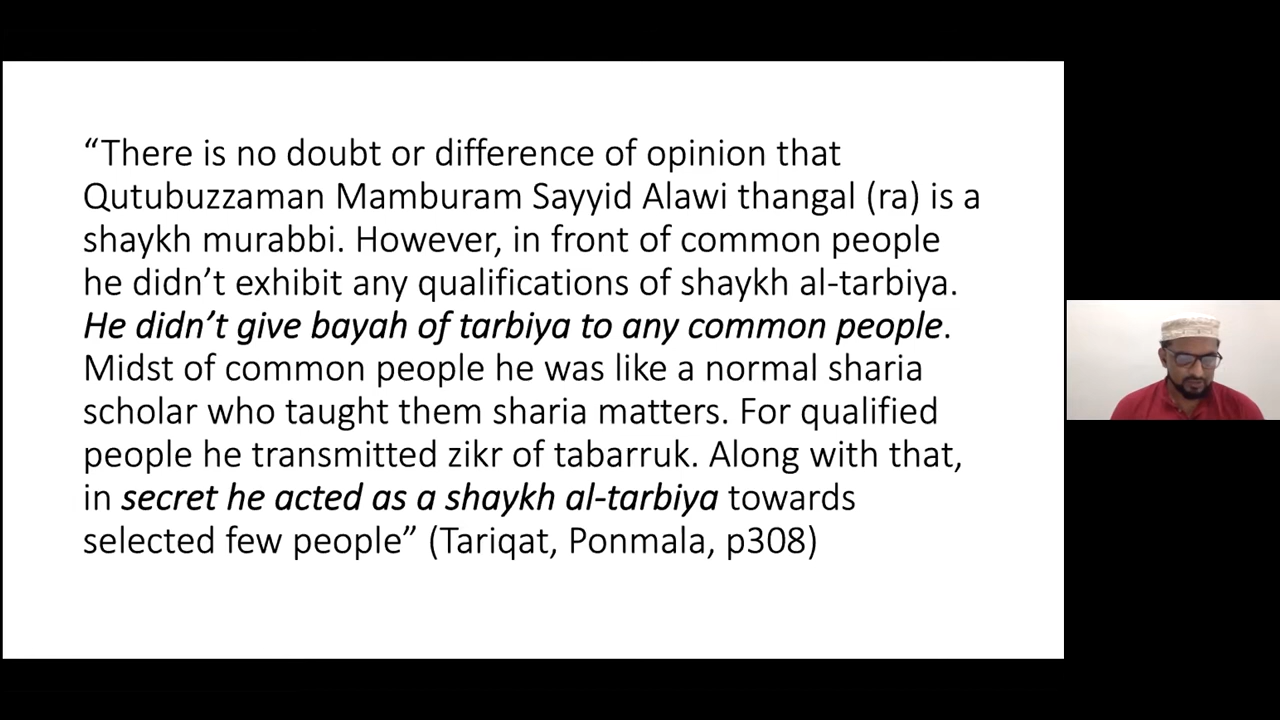 “There is no doubt or difference of opinion that
Qutubuzzaman Mamburam Sayyid Alawi thangal (ra) is a
shaykh murabbi. However, in front of common people
he didn’t exhibit any qualifications of shaykh al-tarbiya.
He didn’t give bayah of tarbiya to any common people.
Midst of common people he was like a normal sharia
scholar who taught them sharia matters. For qualified
people he transmitted zikr of tabarruk. Along with that,
in secret he acted as a shaykh al-tarbiya towards
selected few people” (Tariqat, Ponmala, p308)